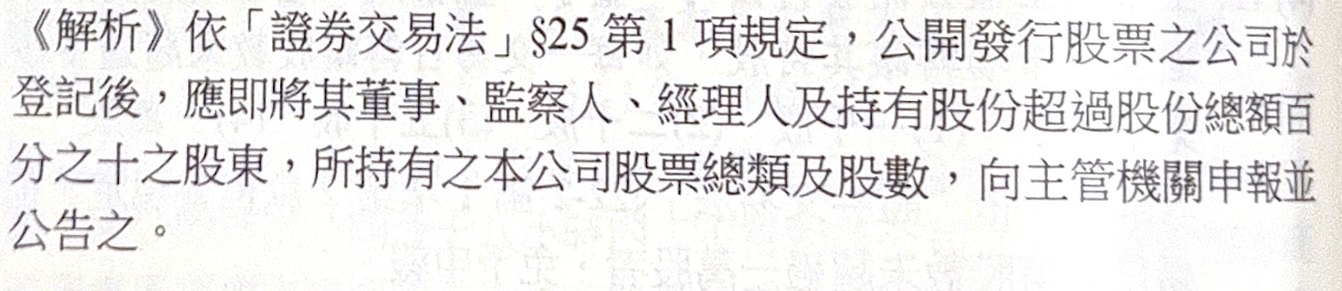 《解析》依「證券交易法」§25 第 1 項規定，公開發行股票之公司於
登記後，應即將其董事、監察人、經理人及持有股份超過股份總額百
分之十之股東，所持有之本公司股票總類及股數，向主管機關申報並
公告之。